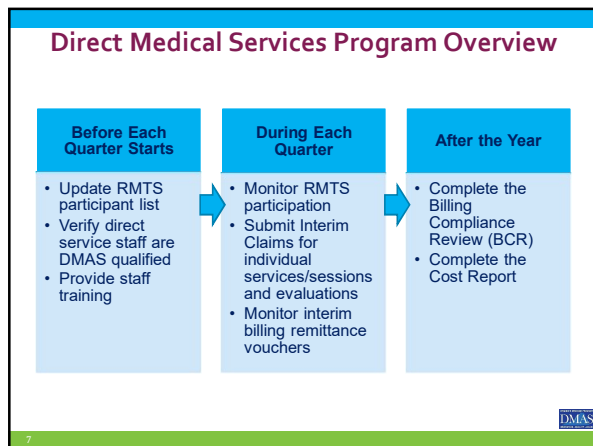 Direct Medical Services Program Overview
Before Each
Quarter Starts
• Update RMTS
participant list
• Verify direct
service staff are
DMAS qualified
• Provide staff
training
During Each
Quarter
• Monitor RMTS
participation
• Submit Interim
Claims for
individual
services/sessions
and evaluations
• Monitor interim
billing remittance
vouchers
After the Year
• Complete the
Billing
Compliance
Review (BCR)
• Complete the
Cost Report
DMAS
7